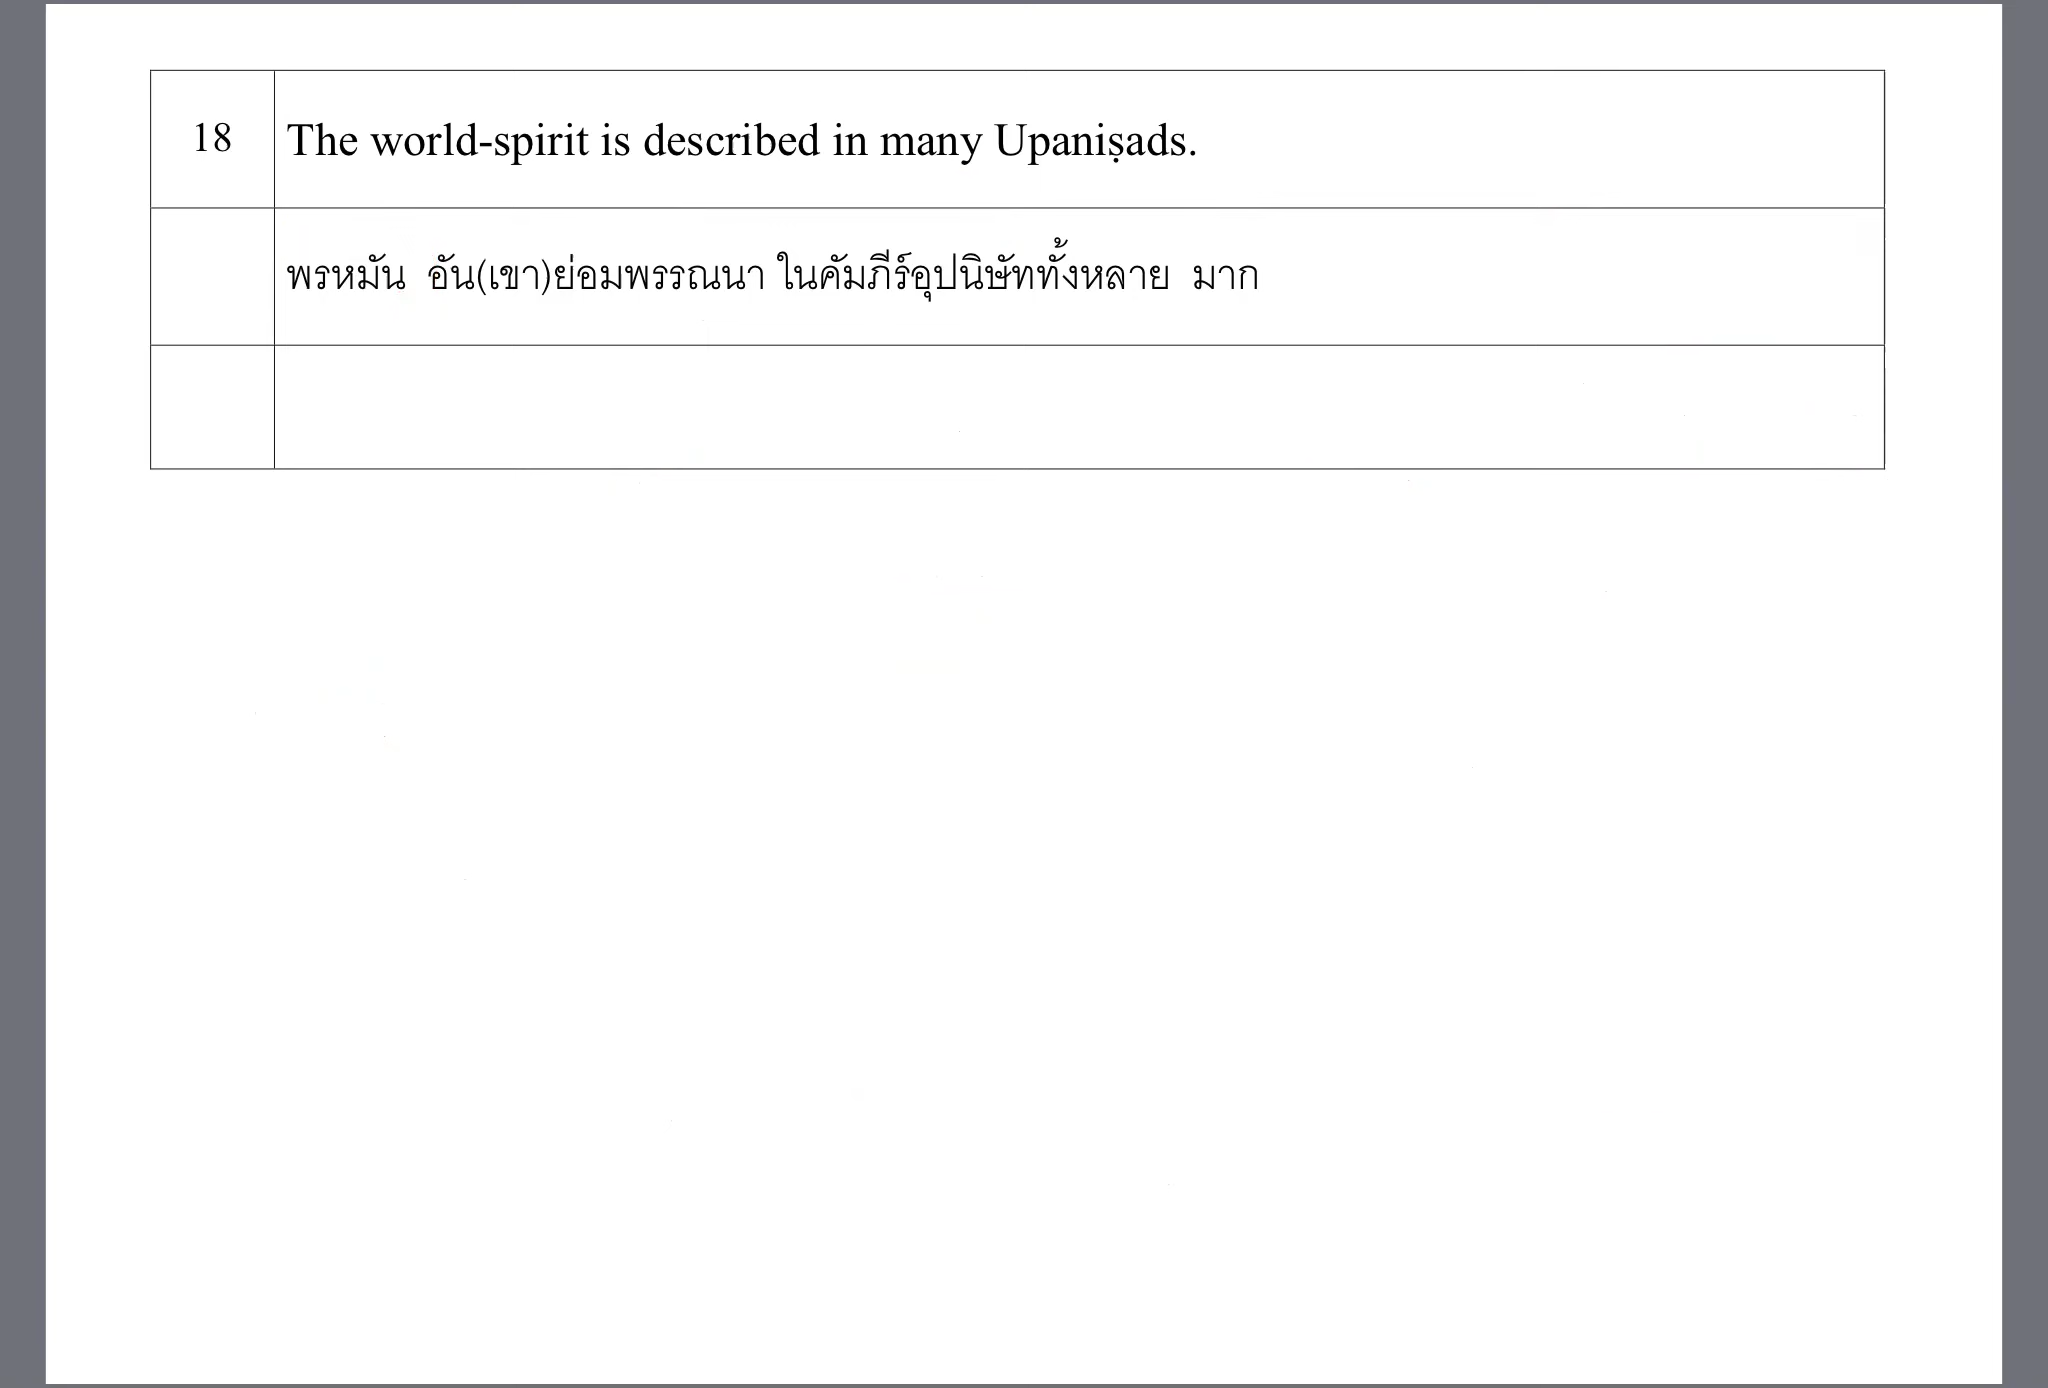 18 The world-spirit is described in many Upaniṣads.
พรหมัน อัน(เขา)ย่อมพรรณนา ในคัมภีร์อุปนิษัททั้งหลาย มาก